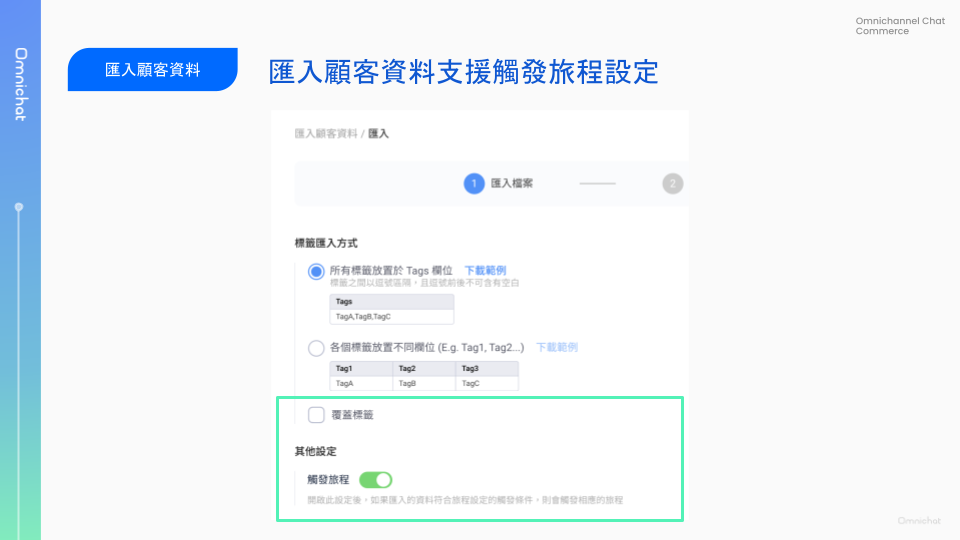 Omnichannel Chat
Commerce
Omnichat
匯入顧客資料
匯入顧客資料支援觸發旅程設定
匯入顧客資料 / 匯入
1 匯入檔案
2
標籤匯入方式
所有標籤放置於 Tags 欄位 下載範例
標籤之間以逗號區隔，且逗號前後不可含有空白
Tags
TagA,TagB,TagC
各個標籤放置不同欄位 (E.g. Tag1, Tag2...) 下載範例
Tag1 Tag2 Tag3
TagA TagB TagC
覆蓋標籤
其他設定
觸發旅程
開啟此設定後，如果匯入的資料符合旅程設定的觸發條件，則會觸發相應的旅程
Omnichat